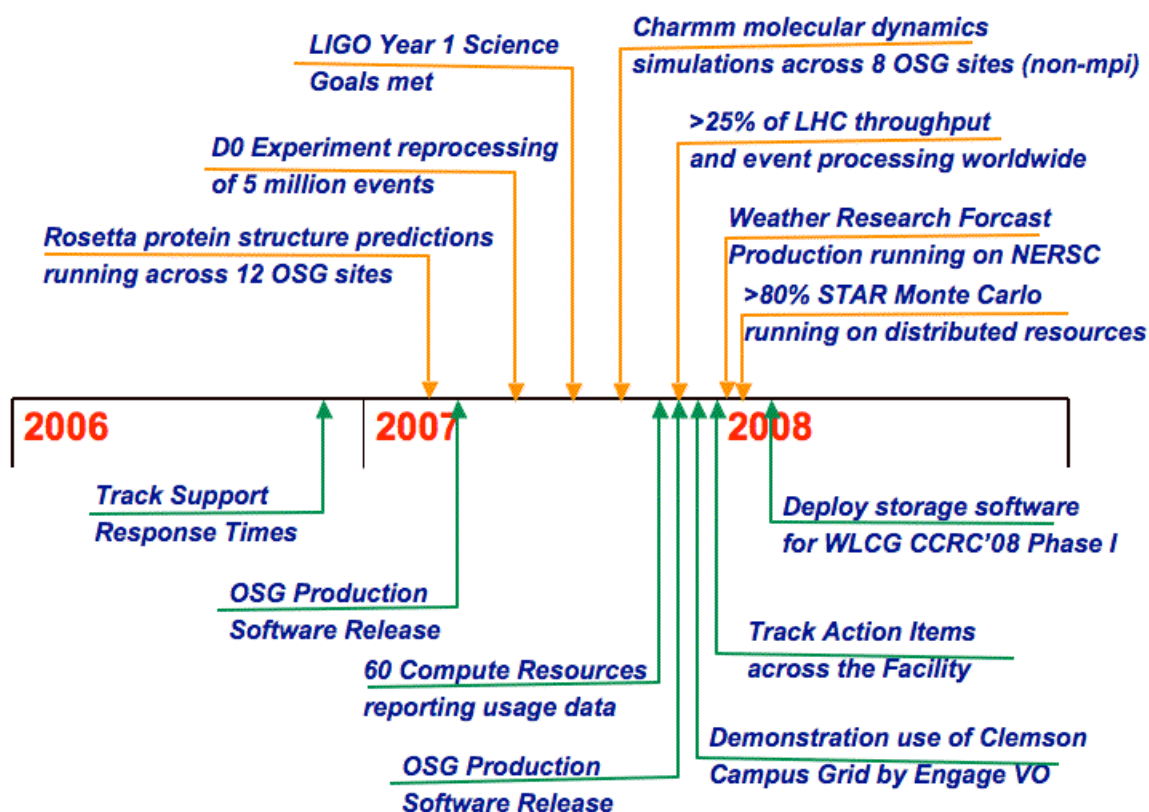 LIGO Year 1 Science
Goals met
Charmm molecular dynamics
simulations across 8 OSG sites (non-mpi)
D0 Experiment reprocessing
of 5 million events
>25% of LHC throughput
and event processing worldwide
Rosetta protein structure predictions
running across 12 OSG sites
Weather Research Forcast
Production running on NERSC
>80% STAR Monte Carlo
running on distributed resources
2006
2007
2008
Track Support
Response Times
Deploy storage software
for WLCG CCRC'08 Phase I
OSG Production
Software Release
Track Action Items
across the Facility
60 Compute Resources
reporting usage data
Demonstration use of Clemson
Campus Grid by Engage VO
OSG Production
Software Release